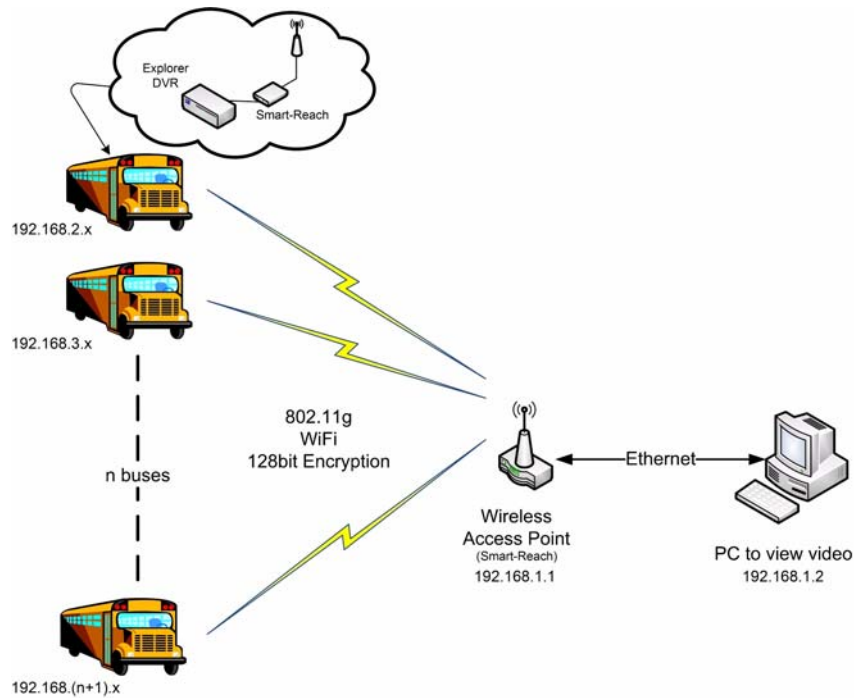 Explorer
DVR
Smart-Reach
192.168.2.x
192.168.3.x
802.11g
WiFi
128bit Encryption
n buses
Ethernet
Wireless
Access Point
(Smart-Reach)
192.168.1.1
PC to view video
192.168.1.2
192.168.(n+1).x